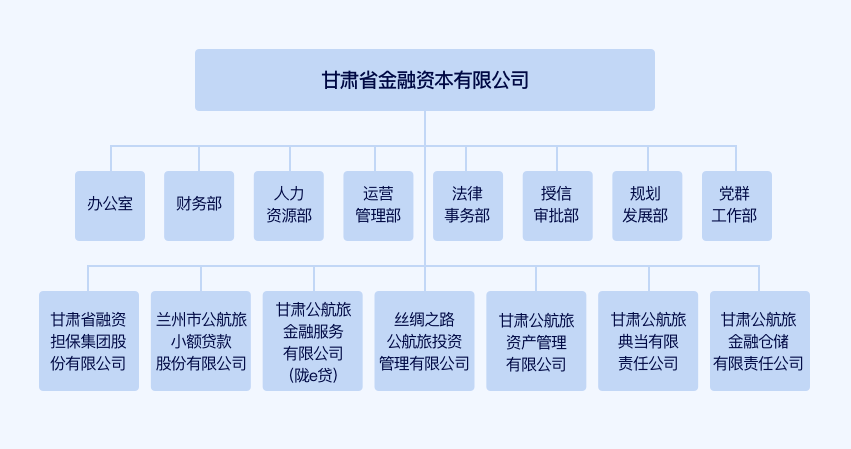 甘肃省金融资本有限公司
办公室
财务部
人力
资源部
运营
管理部
法律
事务部
授信
审批部
规划
发展部
党群
工作部
甘肃省融资
担保集团股
份有限公司
兰州市公航旅
小额贷款
股份有限公司
甘肃公航旅
金融服务
有限公司
(陇e贷)
丝绸之路
公航旅投资
管理有限公司
甘肃公航旅
资产管理
有限公司
甘肃公航旅
典当有限
责任公司
甘肃公航旅
金融仓储
有限责任公司